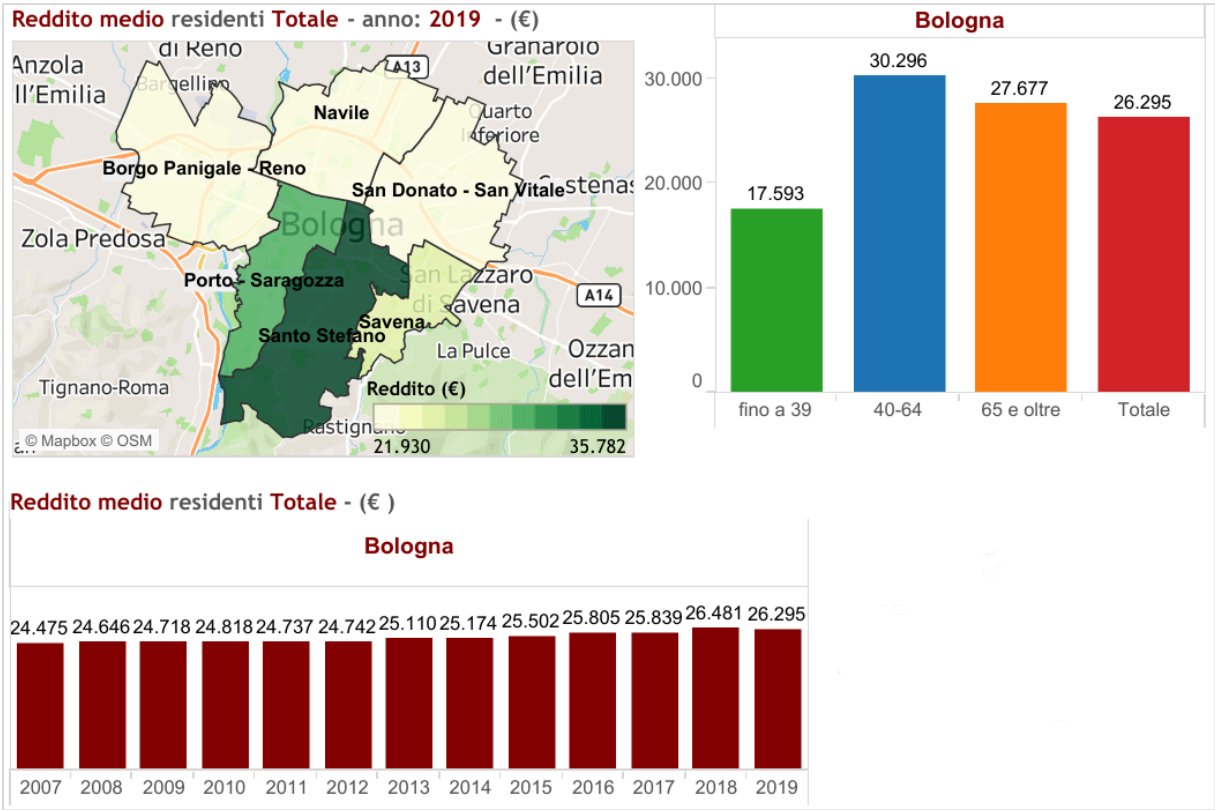 Reddito medio residenti Totale - anno: 2019 - (€)
di Reno
Granarolo
dell'Emilia
Anzola
ll'Emilia
Bargellino
A13
Navile
Quarto
Inferiore
Borgo Panigale - Reno
San Donato - San Vitale
Castenas
Bologna
Zola Predosa
San Lazzaro
di Savena
Porto - Saragozza
A14
Savena
Santo Stefano
La Pulce
Ozzan
dell'Em
Tignano-Roma
Reddito (€)
Rastignano
© Mapbox © OSM
21.930
35.782
Bologna
30.296
30.000
27.677
26.295
20.000
17.593
10.000
0
fino a 39
40-64
65 e oltre
Totale
Reddito medio residenti Totale - (€ )
Bologna
24.475 24.646 24.718 24.818 24.737 24.742 25.110 25.174 25.502 25.805 25.839 26.481 26.295
2007 2008 2009 2010 2011 2012 2013 2014 2015 2016 2017 2018 2019